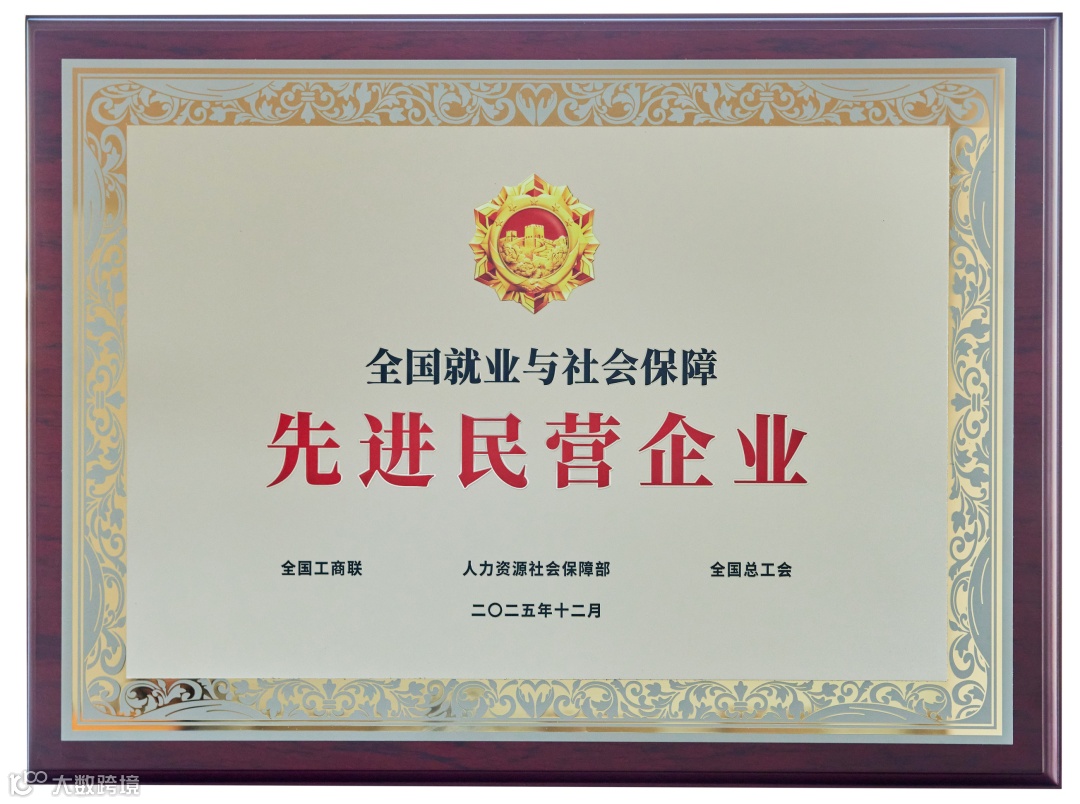 全国就业与社会保障
先进民营企业
全国工商联 人力资源社会保障部 全国总工会
二〇二五年十二月
大数跨境